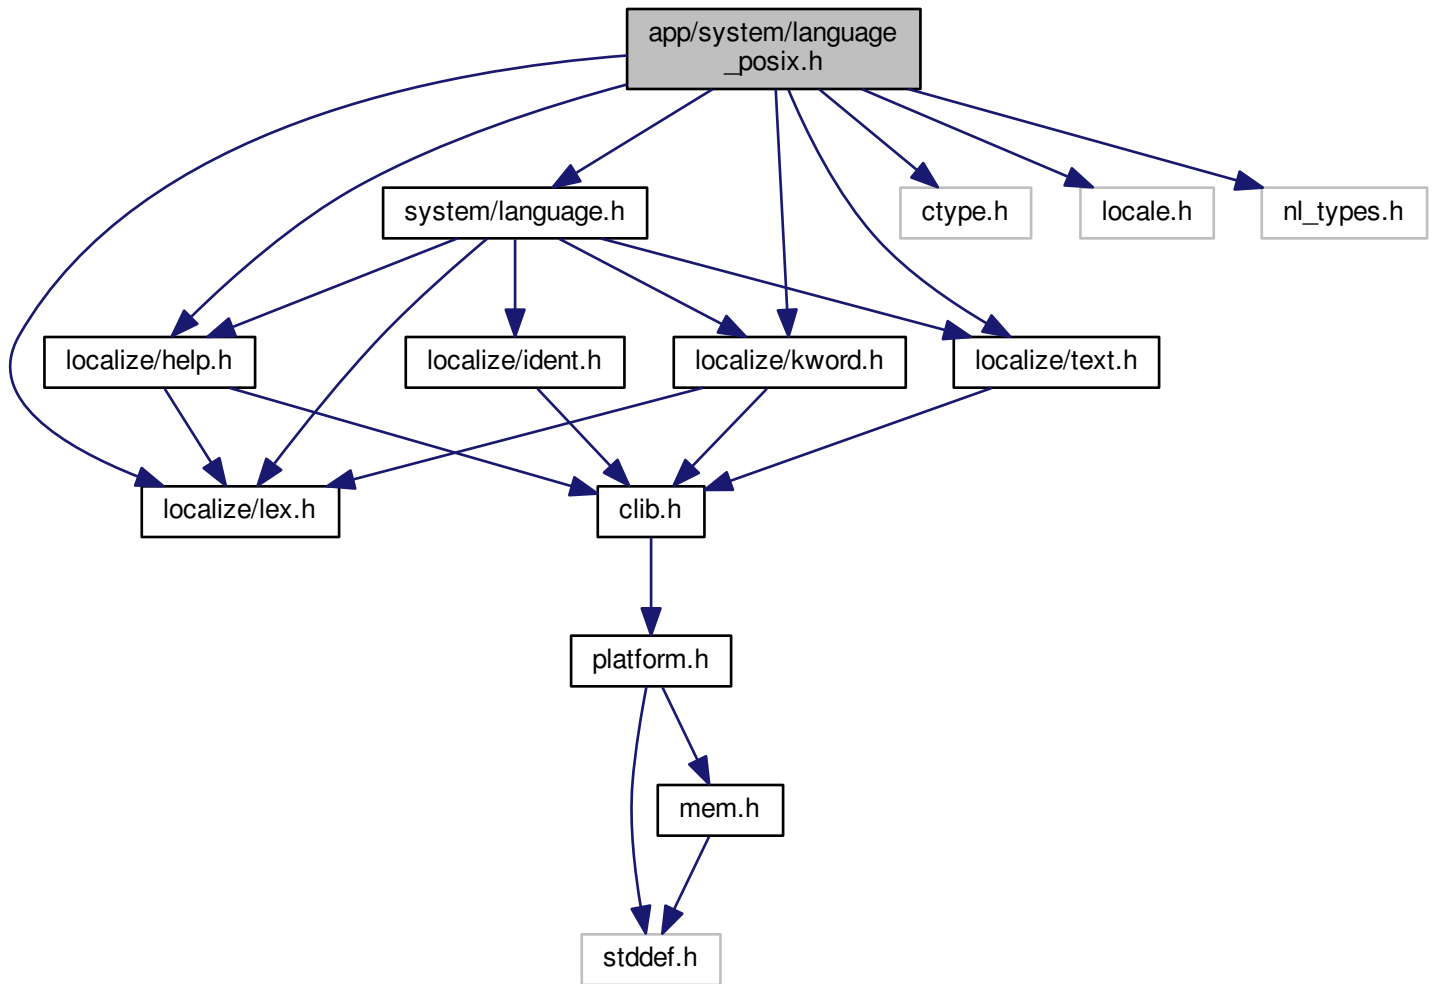 app/system/language
_posix.h
system/language.h
ctype.h
locale.h
nl_types.h
localize/help.h
localize/ident.h
localize/kword.h
localize/text.h
localize/lex.h
clib.h
platform.h
mem.h
stddef.h